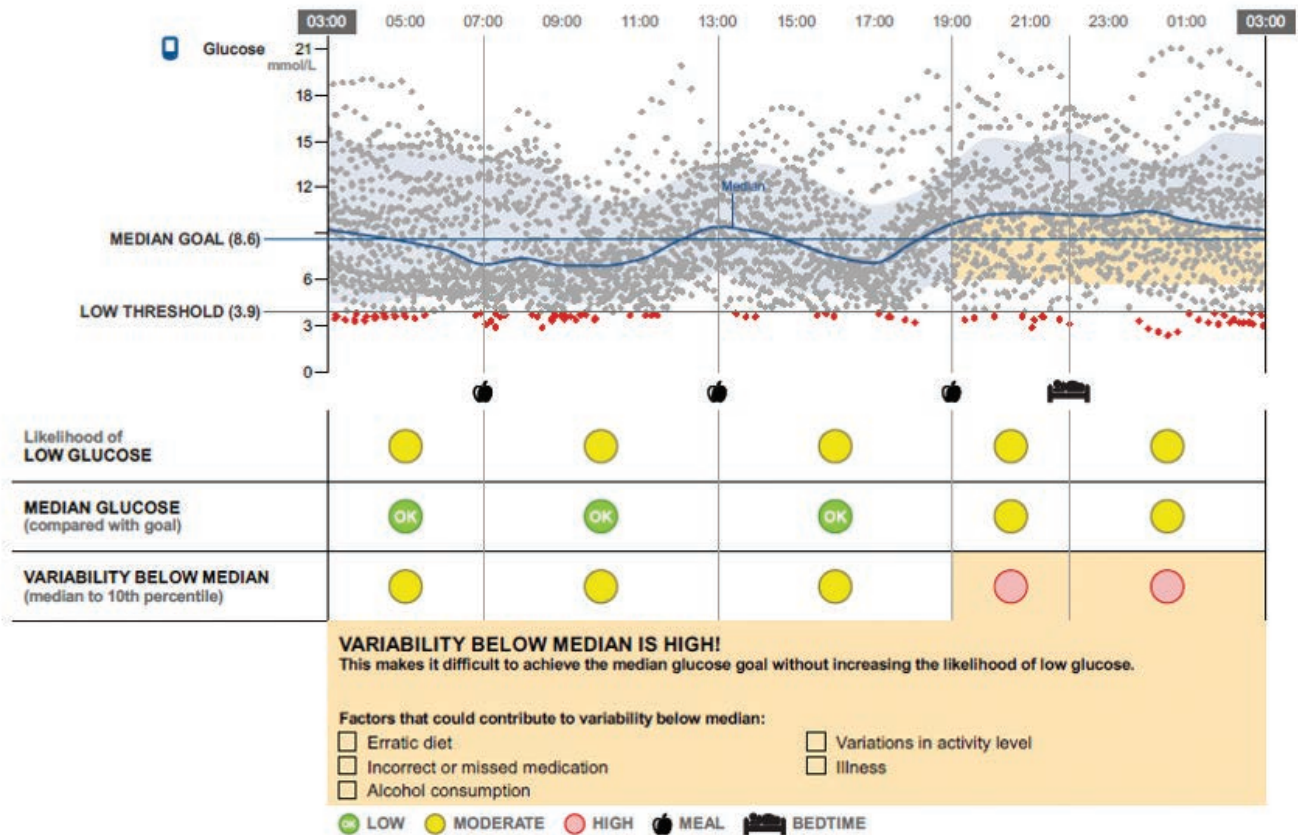 03:00 05:00 07:00 09:00 11:00 13:00 15:00 17:00 19:00 21:00 23:00 01:00 03:00
Glucose
mmol/L
21
18
15
12
Median
MEDIAN GOAL (8.6)
6
LOW THRESHOLD (3.9)
3
0
Likelihood of
LOW GLUCOSE
MEDIAN GLUCOSE
(compared with goal)
OK OK OK
VARIABILITY BELOW MEDIAN
(median to 10th percentile)
VARIABILITY BELOW MEDIAN IS HIGH!
This makes it difficult to achieve the median glucose goal without increasing the likelihood of low glucose.
Factors that could contribute to variability below median:
Erratic diet
Incorrect or missed medication
Alcohol consumption
Variations in activity level
Illness
OK LOW MODERATE HIGH MEAL BEDTIME